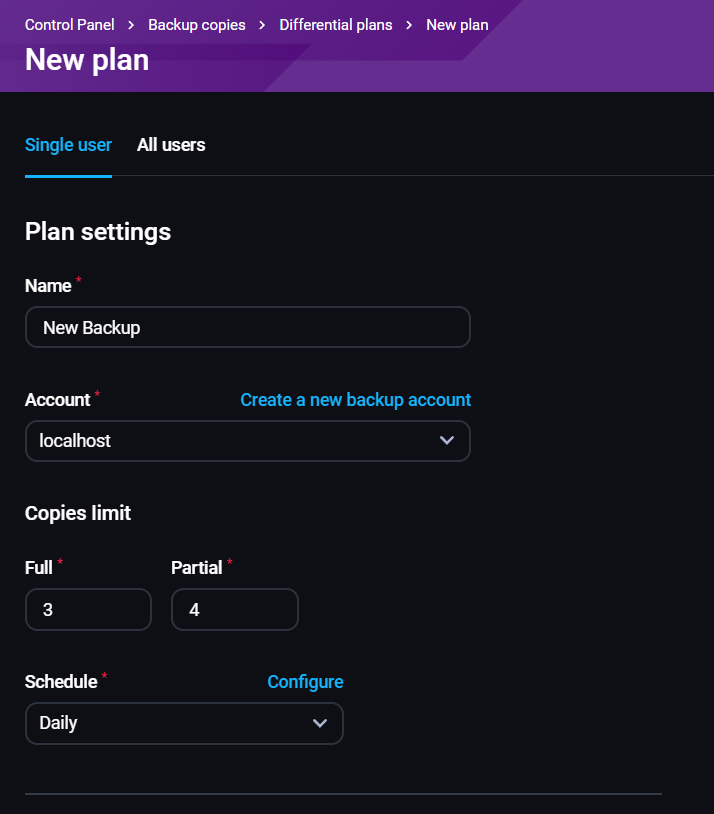 Control Panel > Backup copies > Differential plans > New plan
New plan
Single user All users
Plan settings
Name *
New Backup
Account * Create a new backup account
localhost
Copies limit
Full * Partial *
3 4
Schedule * Configure
Daily